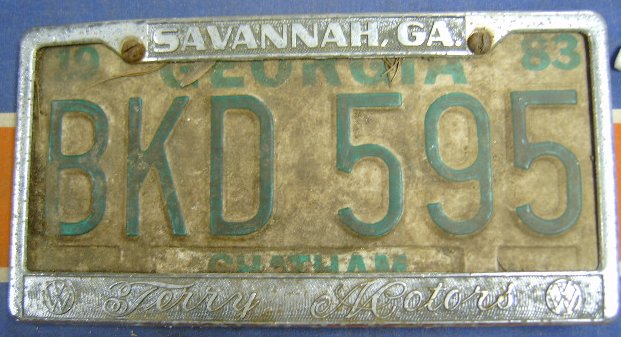 SAVANNAH, GA.
19 GEORGIA 83
BKD 595
CHATHAM
Terry Motors